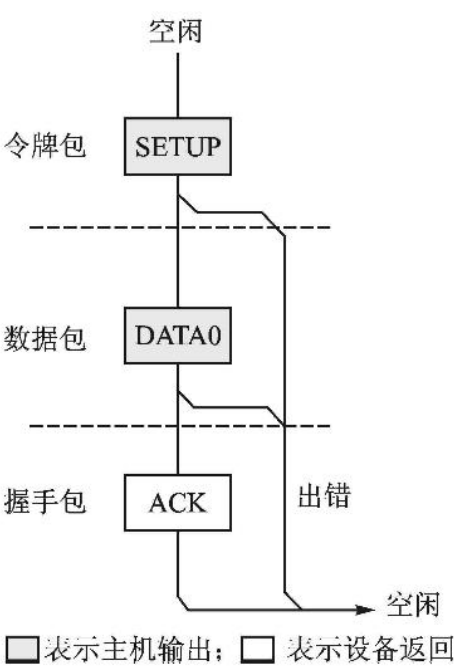 空闲
令牌包 SETUP
数据包 DATA0
握手包 ACK 出错
空闲
表示主机输出; 表示设备返回